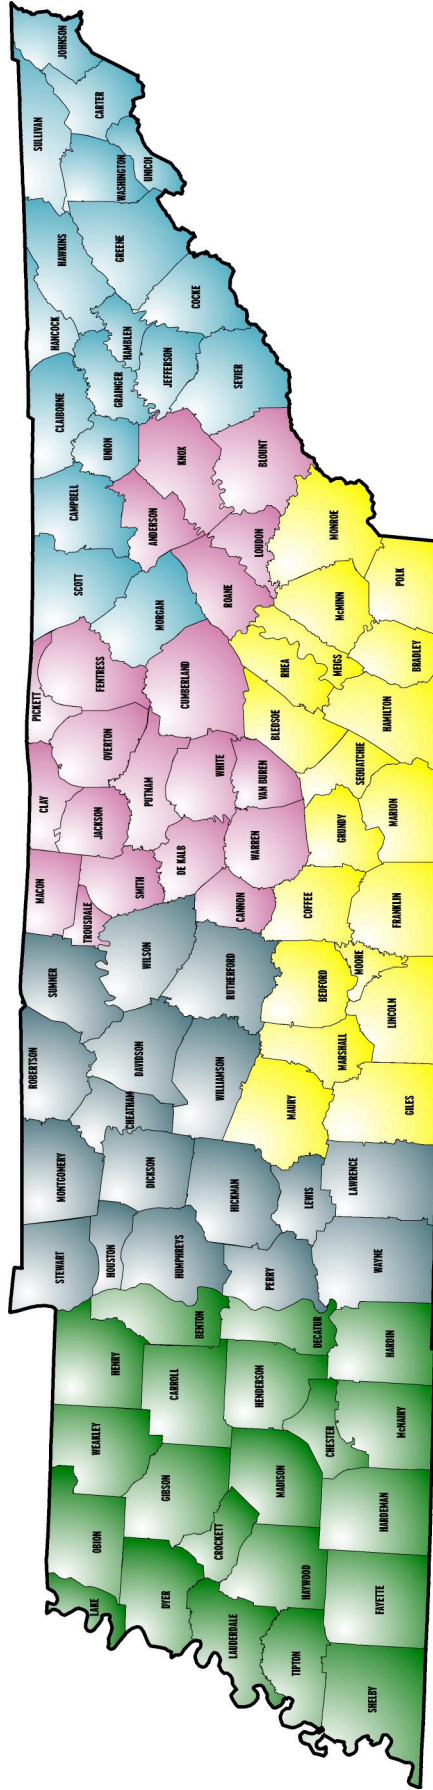 JOHNSON
CARTER
SULLIVAN
UNICOI
WASHINGTON
GREENE
HAWKINS
COCKE
HANCOCK
HAMBLEN
JEFFERSON
GRAINGER
SEVIER
CLAIBORNE
UNION
KNOX
BLOUNT
CAMPBELL
ANDERSON
LOUDON
MONROE
SCOTT
MORGAN
ROANE
McMINN
POLK
PICKETT
FENTRESS
CUMBERLAND
RHEA
MEIGS
BRADLEY
OVERTON
BLEDSOE
HAMILTON
CLAY
JACKSON
PUTNAM
WHITE
VAN BUREN
SEQUATCHIE
MARION
GRUNDY
MACON
TROUSDALE
SMITH
DE KALB
WARREN
CANNON
COFFEE
FRANKLIN
SUMNER
WILSON
RUTHERFORD
BEDFORD
MOORE
LINCOLN
ROBERTSON
DAVIDSON
CHEATHAM
WILLIAMSON
MARSHALL
MAURY
GILES
MONTGOMERY
DICKSON
HICKMAN
LEWIS
LAWRENCE
STEWART
HOUSTON
HUMPHREYS
PERRY
WAYNE
BENTON
DECATUR
HARDIN
HENRY
CARROLL
HENDERSON
CHESTER
McNAIRY
WEAKLEY
GIBSON
MADISON
HARDEMAN
OBION
CROCKETT
HAYWOOD
FAYETTE
LAKE
DYER
LAUDERDALE
TIPTON
SHELBY